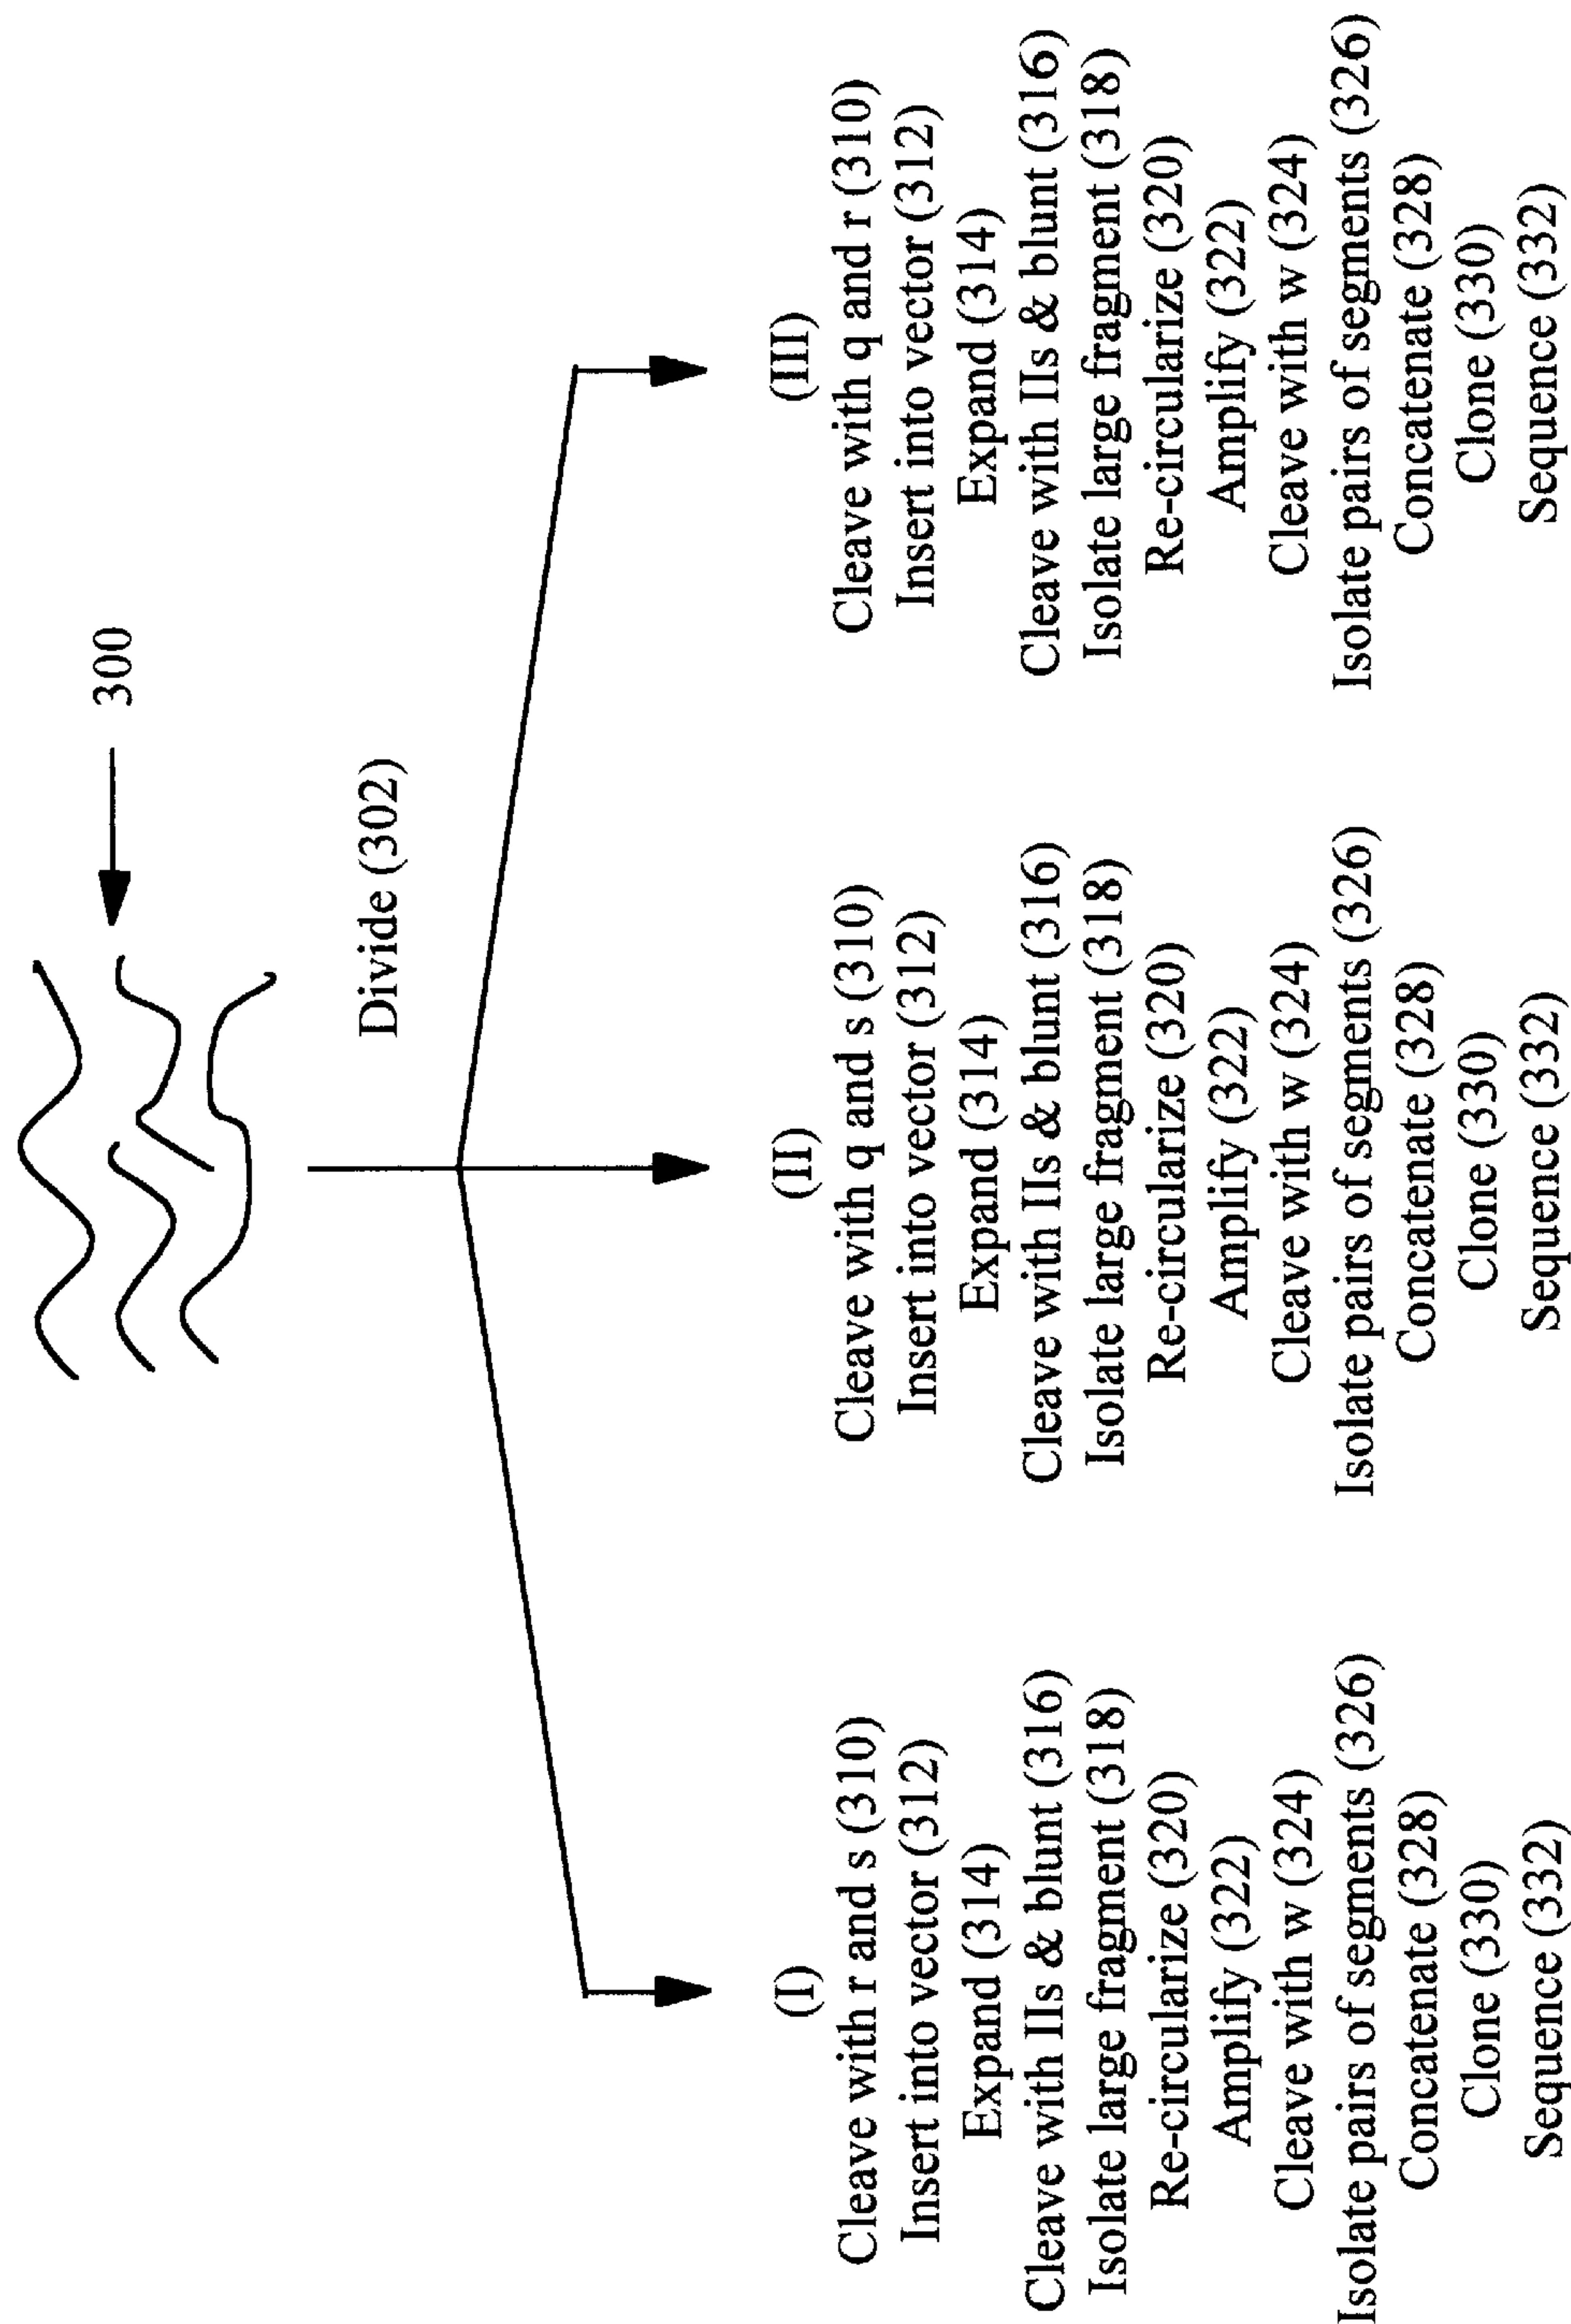 300
Divide (302)
(I)
Cleave with r and s (310)
Insert into vector (312)
Expand (314)
Cleave with IIs & blunt (316)
Isolate large fragment (318)
Re-circularize (320)
Amplify (322)
Cleave with w (324)
Isolate pairs of segments (326)
Concatenate (328)
Clone (330)
Sequence (332)
(II)
Cleave with q and s (310)
Insert into vector (312)
Expand (314)
Cleave with IIs & blunt (316)
Isolate large fragment (318)
Re-circularize (320)
Amplify (322)
Cleave with w (324)
Isolate pairs of segments (326)
Concatenate (328)
Clone (330)
Sequence (332)
(III)
Cleave with q and r (310)
Insert into vector (312)
Expand (314)
Cleave with IIs & blunt (316)
Isolate large fragment (318)
Re-circularize (320)
Amplify (322)
Cleave with w (324)
Isolate pairs of segments (326)
Concatenate (328)
Clone (330)
Sequence (332)